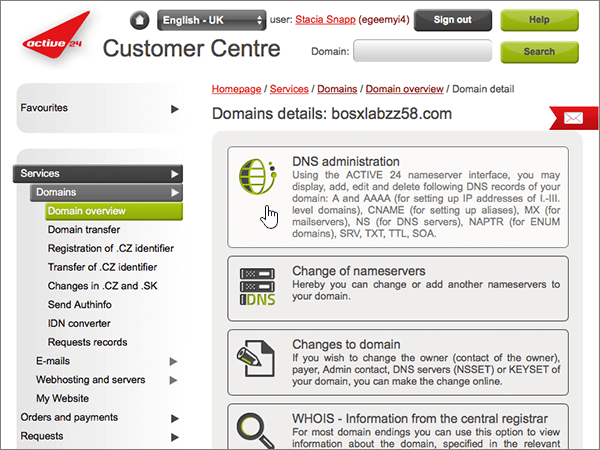 active 24
English - UK
user: Stacia Snapp (egeemyi4)
Sign out
Help
Customer Centre
Domain:
Search
Favourites
Services
Domains
Domain overview
Domain transfer
Registration of .CZ identifier
Transfer of .CZ identifier
Changes in .CZ and .SK
Send Authinfo
IDN converter
Requests records
E-mails
Webhosting and servers
My Website
Orders and payments
Requests
Homepage / Services / Domains / Domain overview / Domain detail
Domains details: bosxlabzz58.com
DNS administration
Using the ACTIVE 24 nameserver interface, you may
display, add, edit and delete following DNS records of your
domain: A and AAAA (for setting up IP addresses of I.-III.
level domains), CNAME (for setting up aliases), MX (for
mailservers), NS (for DNS servers), NAPTR (for ENUM
domains), SRV, TXT, TTL, SOA.
DNS
Change of nameservers
Hereby you can change or add another nameservers to
your domain.
Changes to domain
If you wish to change the owner (contact of the owner),
payer, Admin contact, DNS servers (NSSET) or KEYSET of
your domain, you can make the change online.
WHOIS - Information from the central registrar
For most domain endings you can use this option to view
information about the domain, specified in the relevant